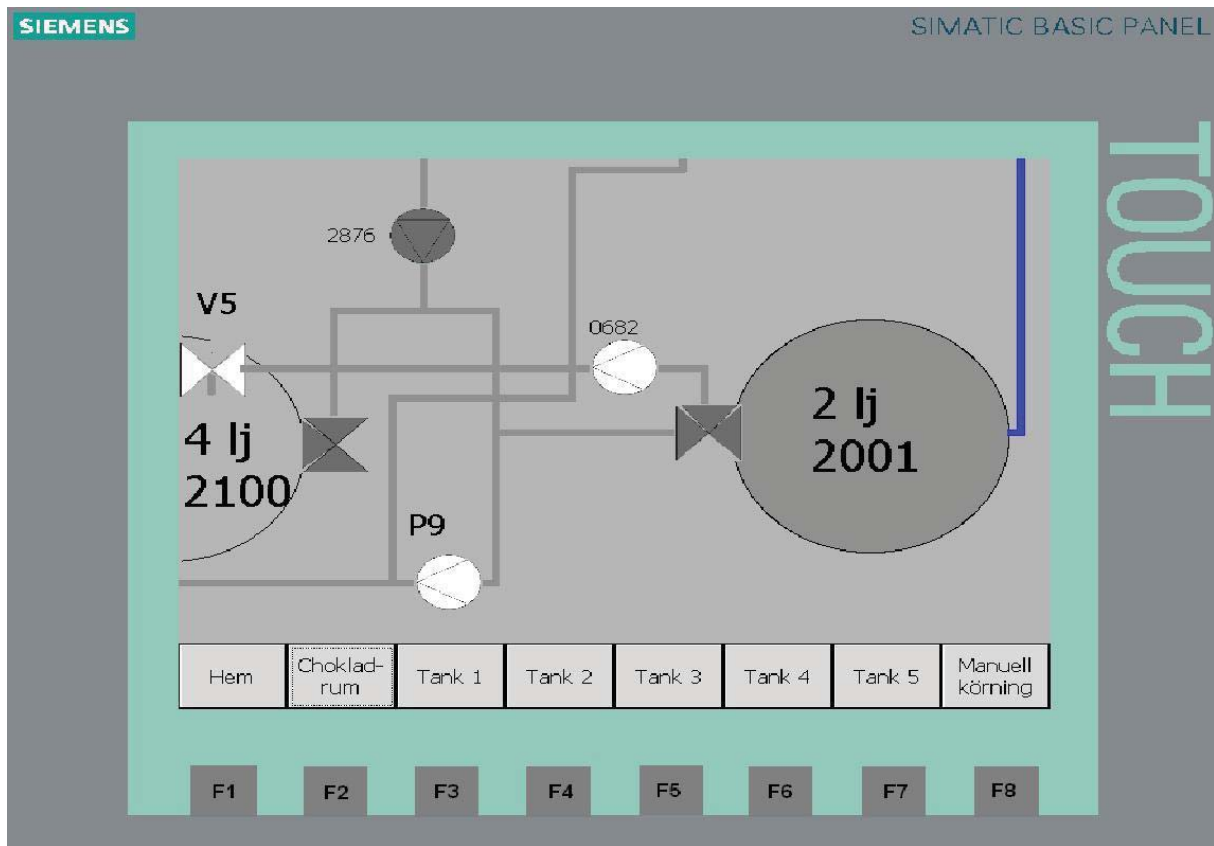 SIEMENS
SIMATIC BASIC PANEL
TOUCH
2876
V5
0682
4 lj
2100
2 lj
2001
P9
Hem
Choklad-
rum
Tank 1
Tank 2
Tank 3
Tank 4
Tank 5
Manuell
körning
F1
F2
F3
F4
F5
F6
F7
F8